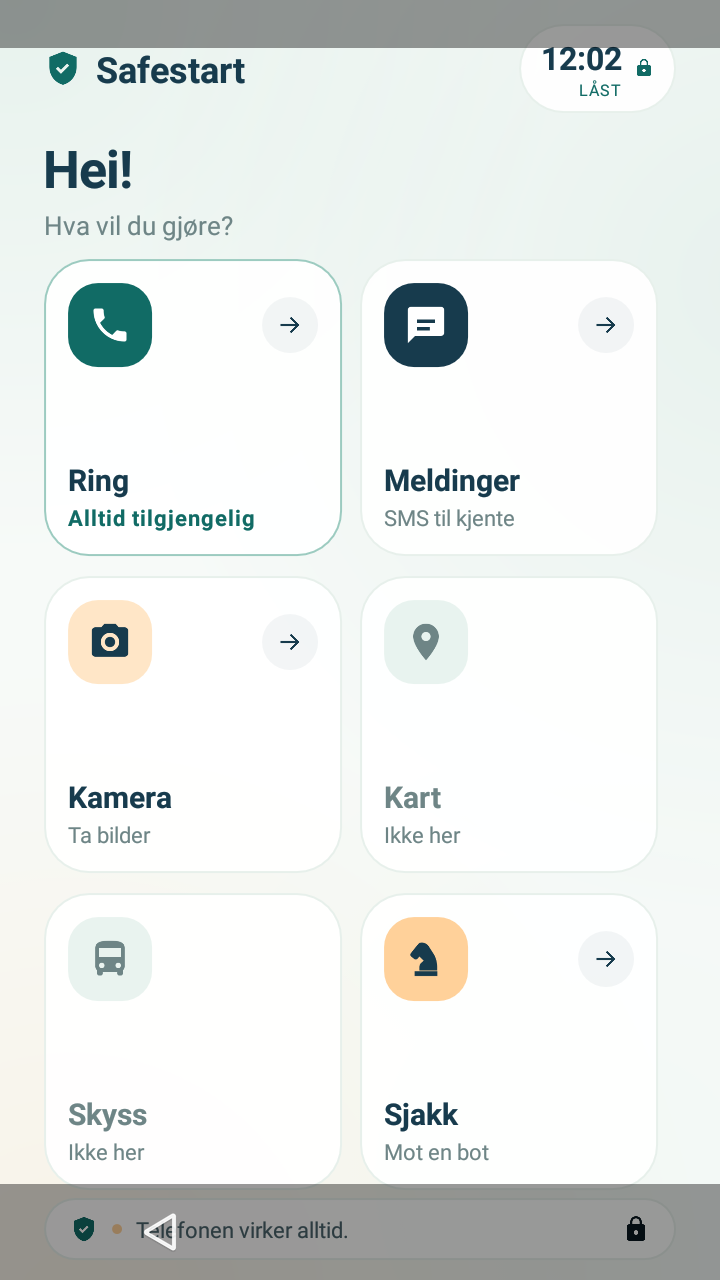 Safestart
12:02
LÅST
Hei!
Hva vil du gjøre?
Ring
Alltid tilgjengelig
Meldinger
SMS til kjente
Kamera
Ta bilder
Kart
Ikke her
Skyss
Ikke her
Sjakk
Mot en bot
Telefonen virker alltid.